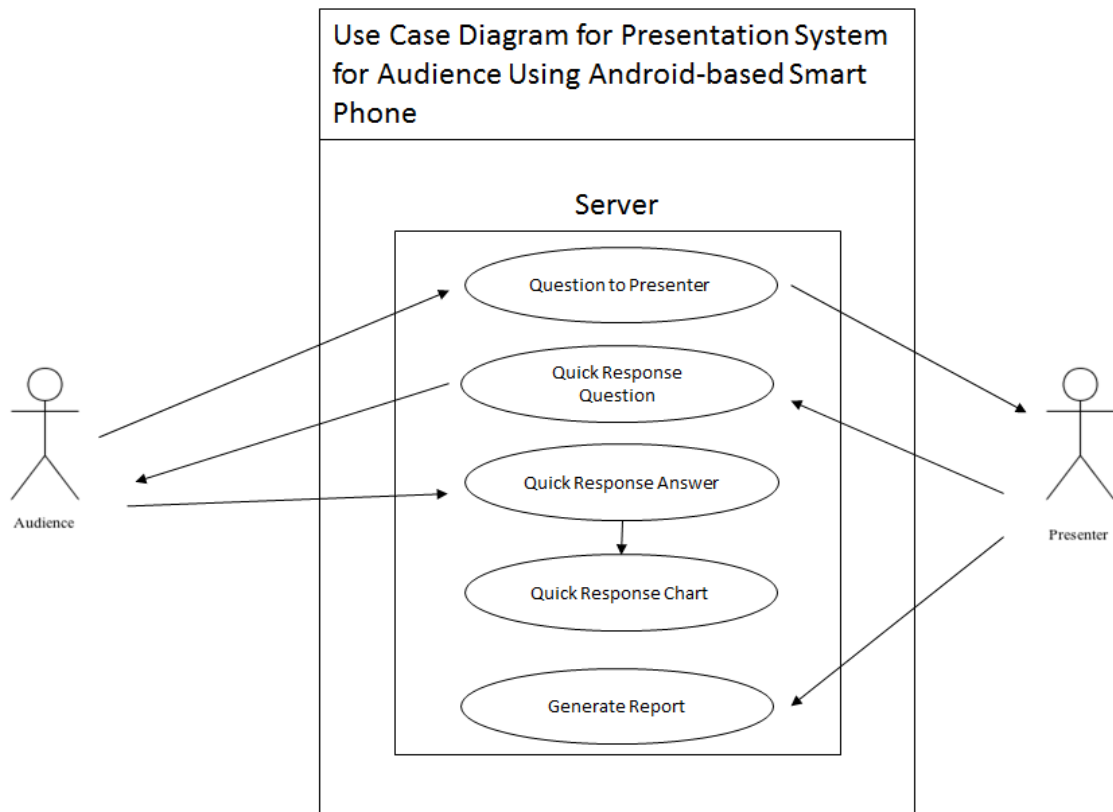 Use Case Diagram for Presentation System
for Audience Using Android-based Smart
Phone
Server
Question to Presenter
Quick Response
Question
Quick Response Answer
Quick Response Chart
Generate Report
Audience
Presenter